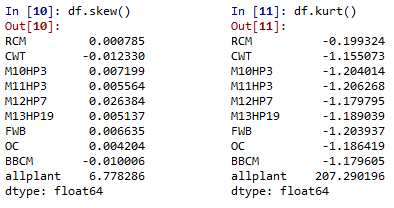 In [10]: df.skew()
Out[10]:
RCM 0.000785
CWT -0.012330
M10HP3 0.007199
M11HP3 0.005564
M12HP7 0.026384
M13HP19 0.005137
FWB 0.006635
OC 0.004204
BBCM -0.010006
allplant 6.778286
dtype: float64
In [11]: df.kurt()
Out[11]:
RCM -0.199324
CWT -1.155073
M10HP3 -1.204014
M11HP3 -1.206268
M12HP7 -1.179795
M13HP19 -1.189039
FWB -1.203937
OC -1.186419
BBCM -1.179605
allplant 207.290196
dtype: float64